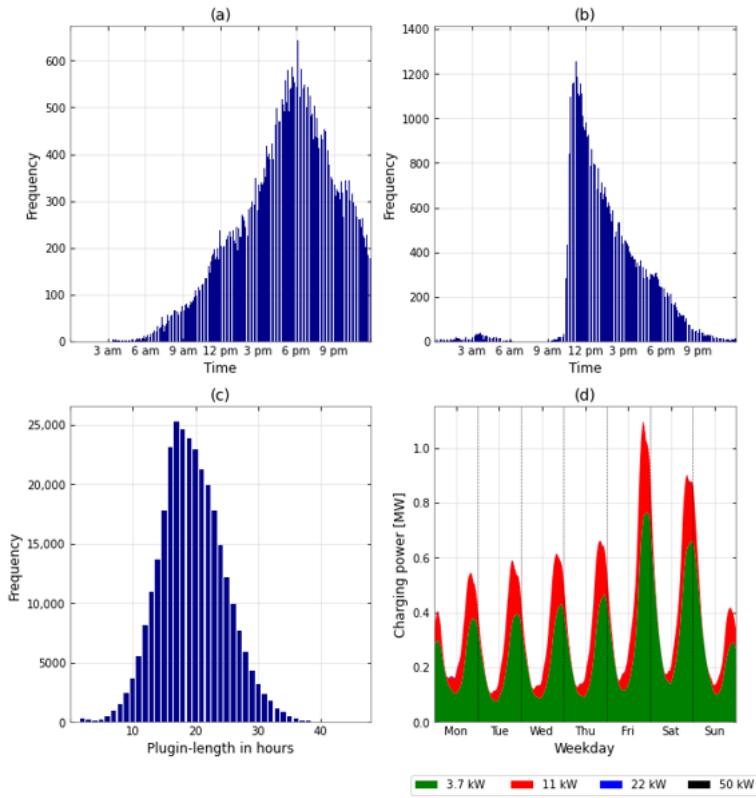 (a)
600
500
400
300
200
100
0
Frequency
3 am 6 am 9 am 12 pm 3 pm 6 pm 9 pm
Time
(b)
1400
1200
1000
800
600
400
200
0
Frequency
3 am 6 am 9 am 12 pm 3 pm 6 pm 9 pm
Time
(c)
25,000
20,000
15,000
10,000
5000
0
Frequency
10 20 30 40
Plugin-length in hours
(d)
1.0
0.8
0.6
0.4
0.2
0.0
Charging power [MW]
Mon Tue Wed Thu Fri Sat Sun
Weekday
3.7 kW 11 kW 22 kW 50 kW